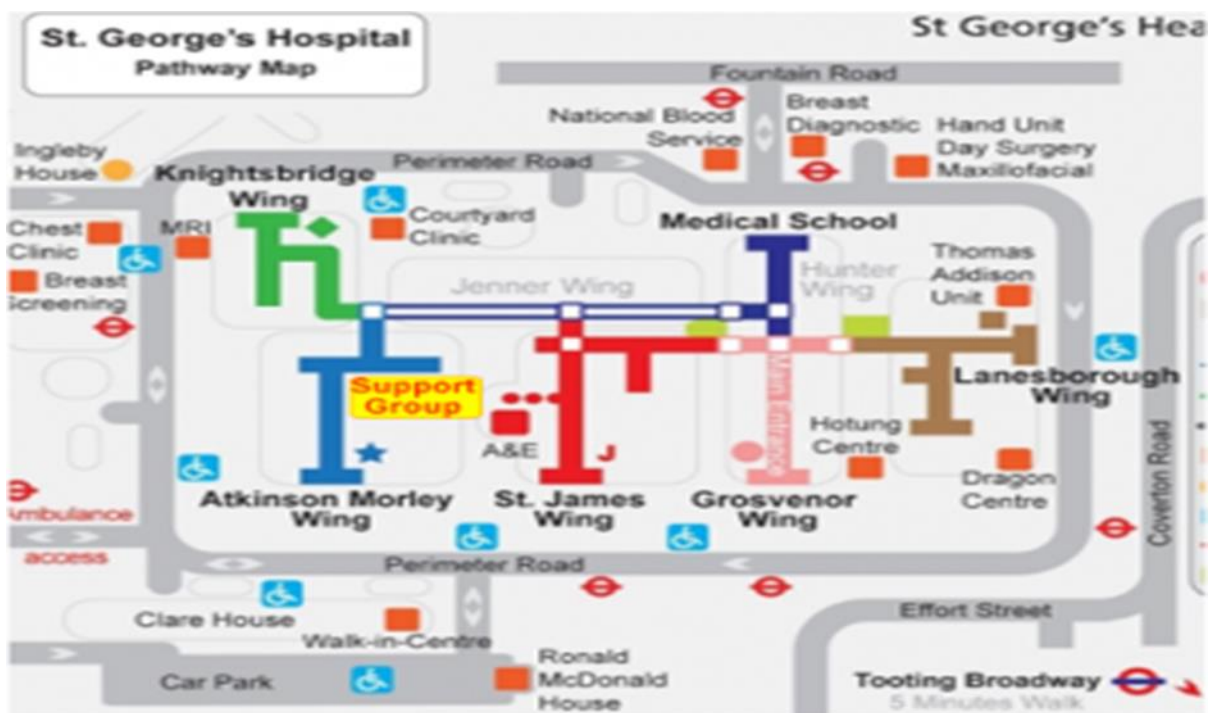 St. George's Hospital
Pathway Map
St George's Hea
Fountain Road
National Blood
Service
Breast
Diagnostic
Hand Unit
Day Surgery
Maxillofacial
Ingleby
House
Perimeter Road
Knightsbridge
Wing
Chest
Clinic
MRI
Courtyard
Clinic
Medical School
Breast
Screening
Jenner Wing
Hunter
Wing
Thomas
Addison
Unit
Support
Group
Main Entrance
Lanesborough
Wing
A&E
J
Hotung
Centre
Dragon
Centre
Coverton Road
Atkinson Morley
Wing
St. James
Wing
Grosvenor
Wing
Ambulance
access
Perimeter Road
Clare House
Walk-in-Centre
Effort Street
Car Park
Ronald
McDonald
House
Tooting Broadway
5 Minutes Walk